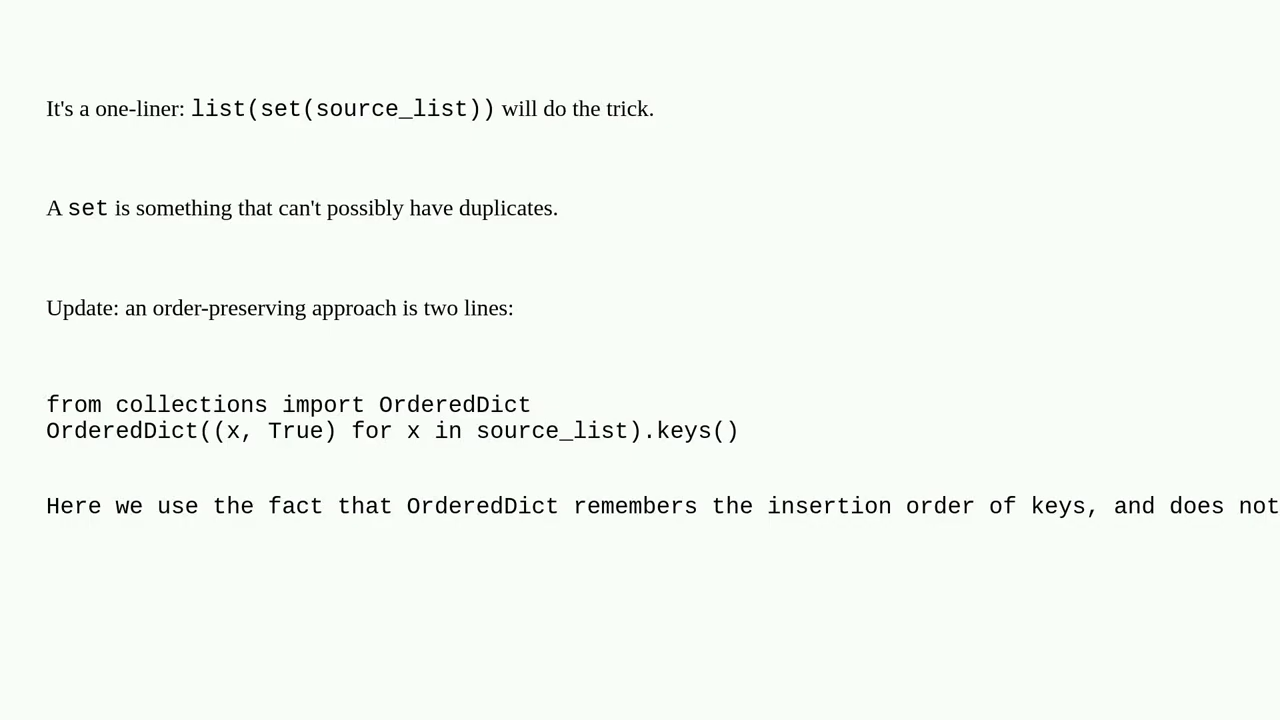 It's a one-liner: list(set(source_list)) will do the trick.
A set is something that can't possibly have duplicates.
Update: an order-preserving approach is two lines:
from collections import OrderedDict
OrderedDict((x, True) for x in source_list).keys()
Here we use the fact that OrderedDict remembers the insertion order of keys, and does not